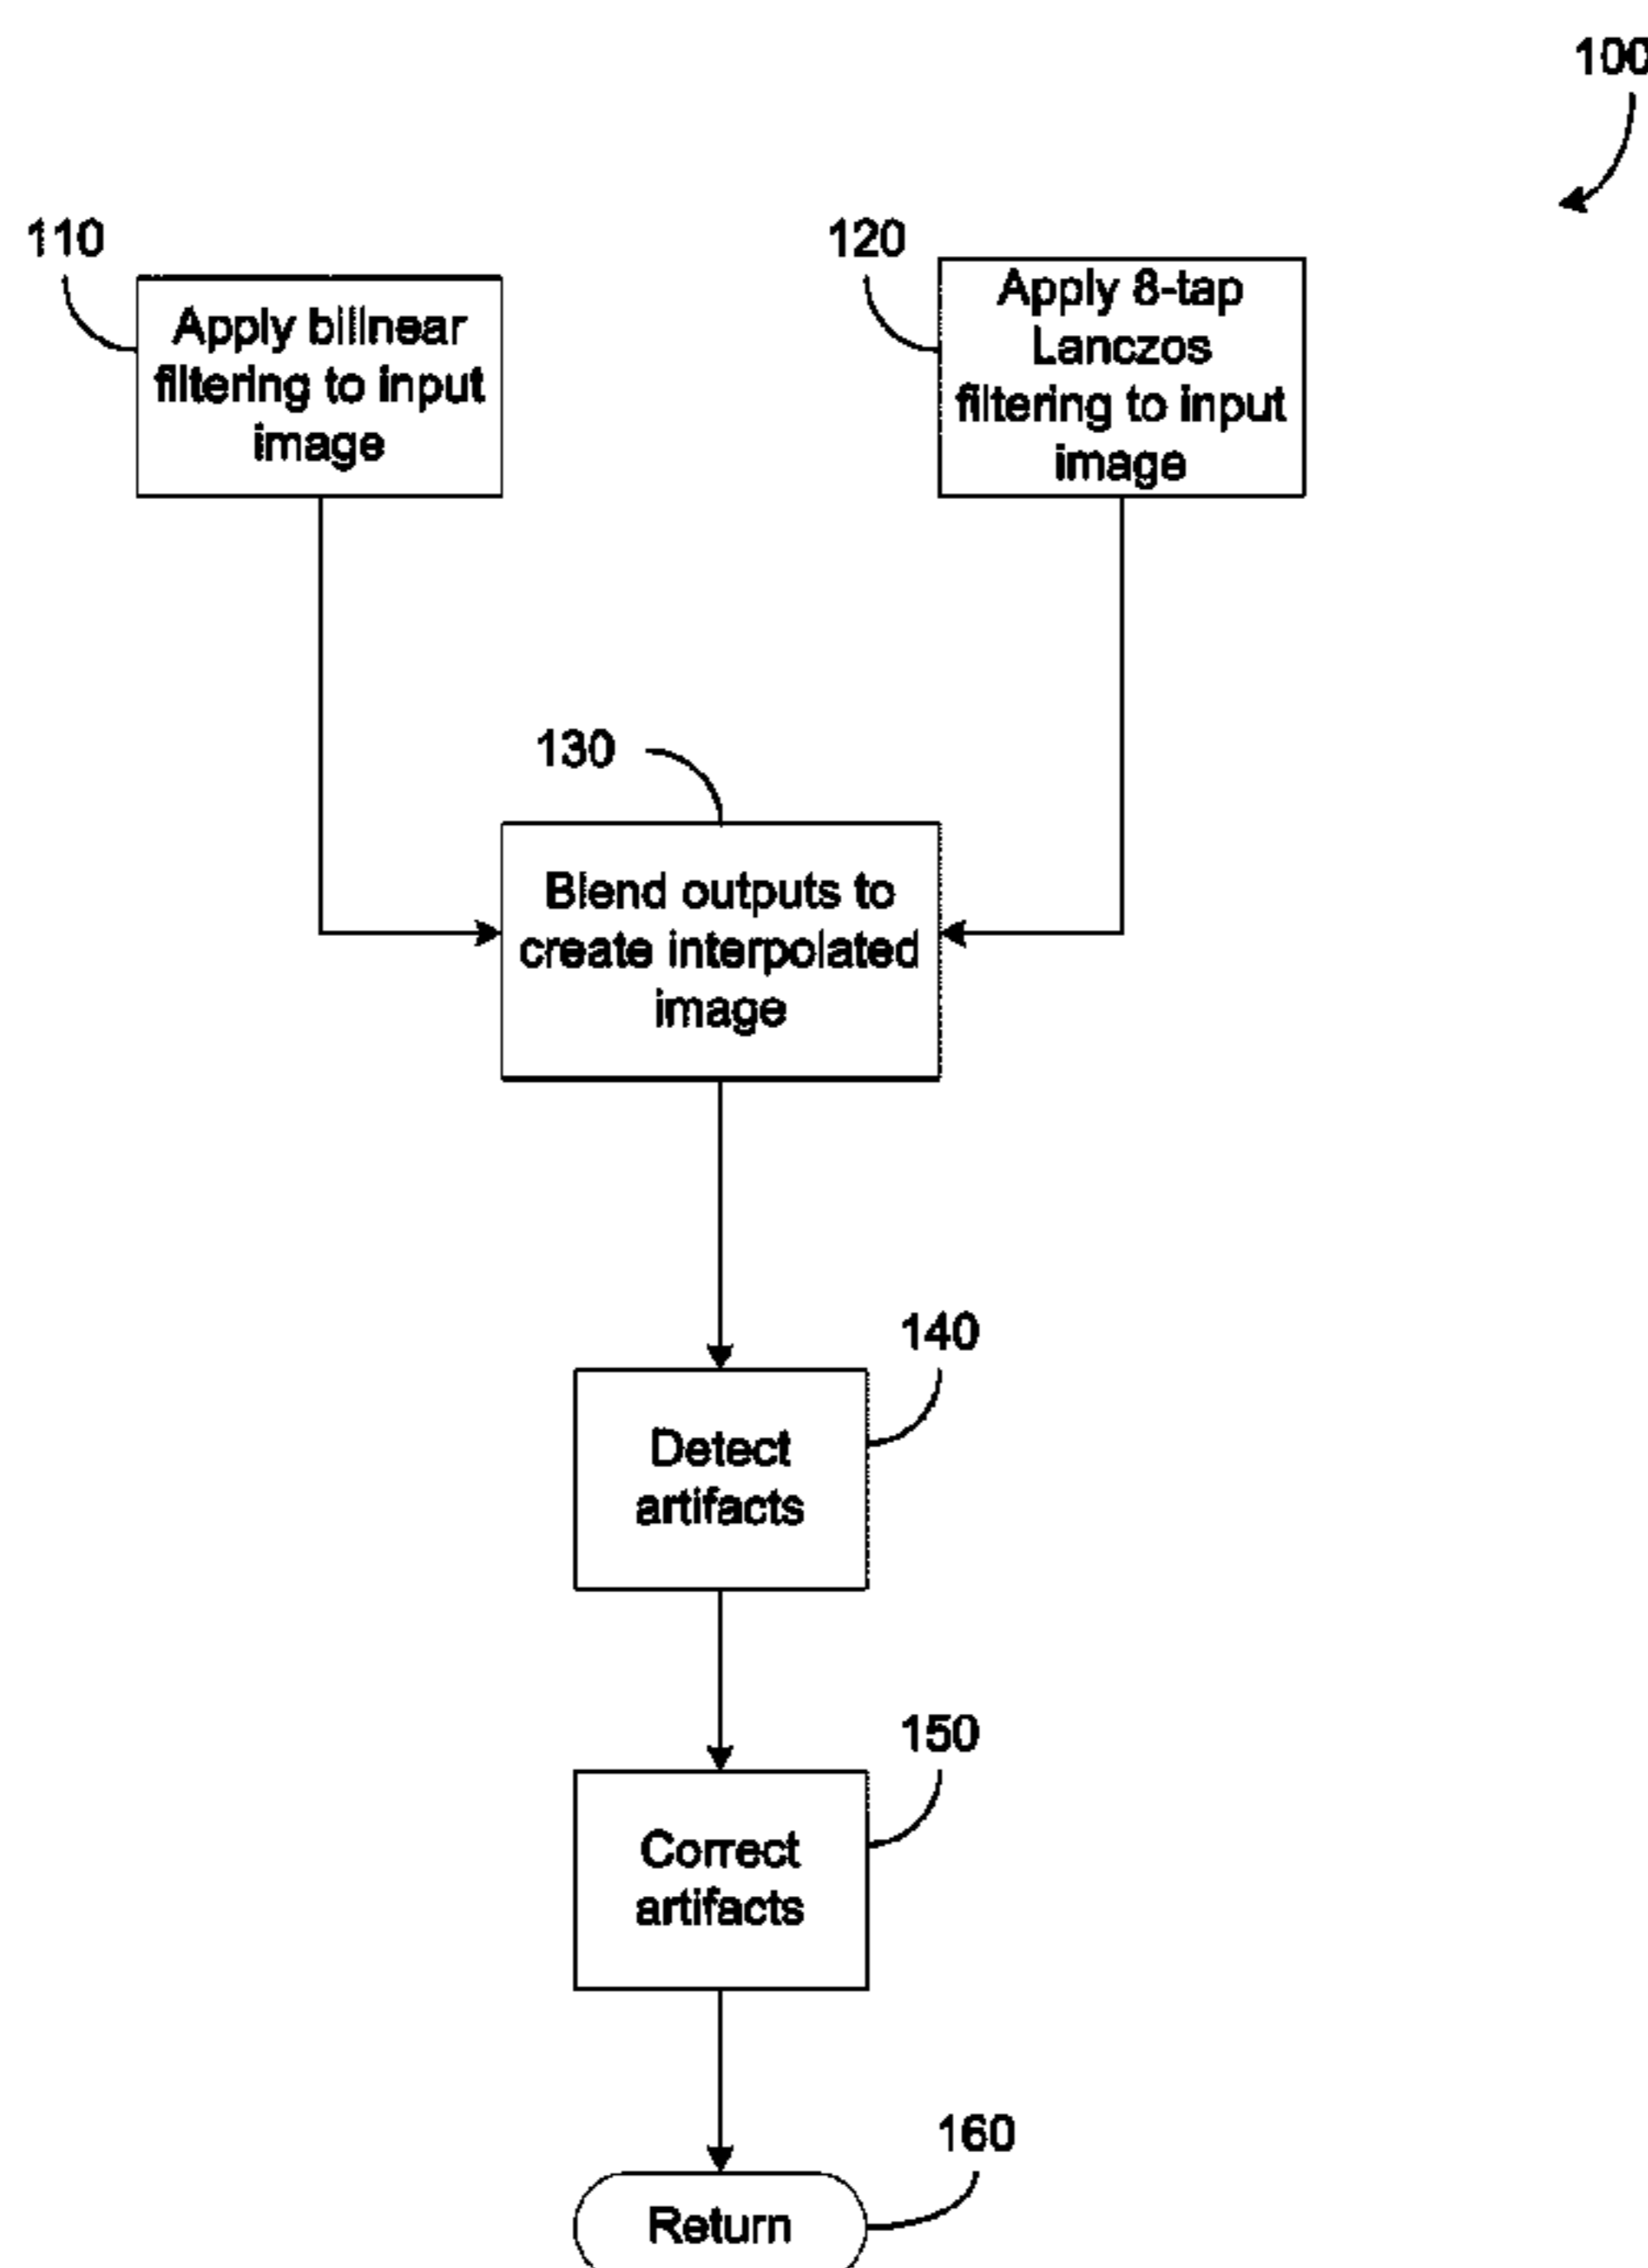 100
110
120
Apply bilinear
filtering to input
image
Apply 8-tap
Lanczos
filtering to input
image
130
Blend outputs to
create interpolated
image
140
Detect
artifacts
150
Correct
artifacts
160
Return